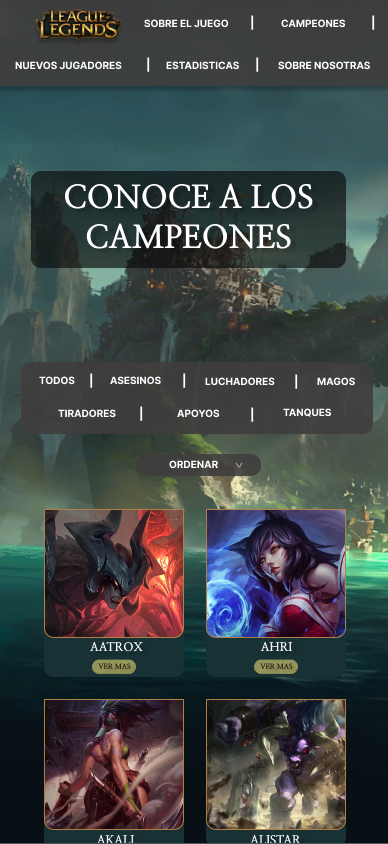 LEAGUE OF LEGENDS
SOBRE EL JUEGO | CAMPEONES |
NUEVOS JUGADORES | ESTADISTICAS | SOBRE NOSOTRAS
CONOCE A LOS
CAMPEONES
TODOS | ASESINOS | LUCHADORES | MAGOS
TIRADORES | APOYOS | TANQUES
ORDENAR
AATROX AHRI
VER MAS VER MAS
AKALI ALISTAR